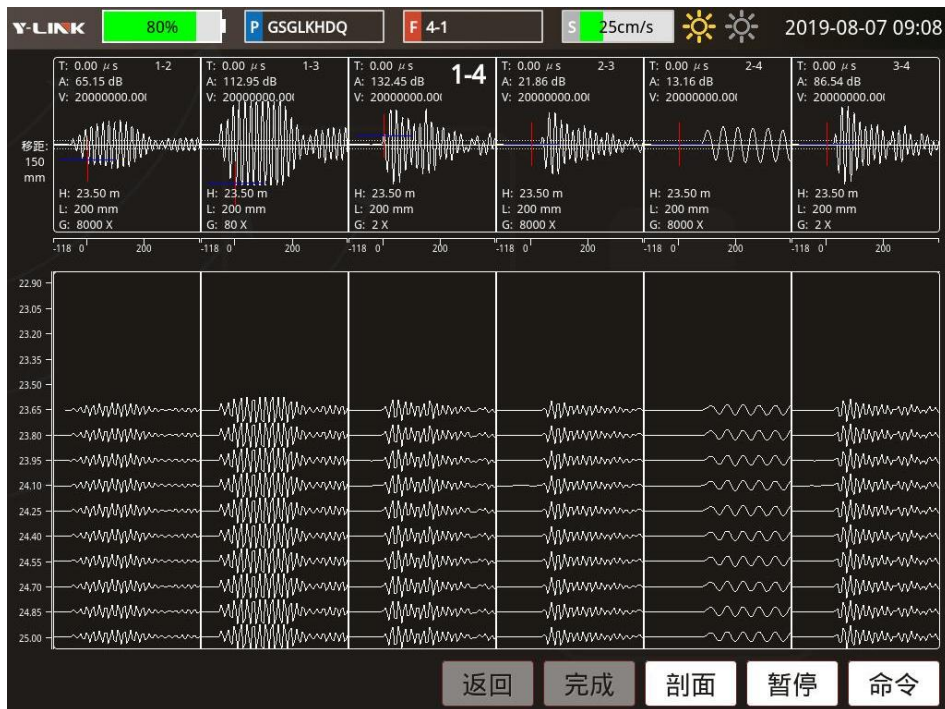 Y-LINK 80% P GSGLKHDQ F 4-1 S 25cm/s 2019-08-07 09:08
T: 0.00 μs 1-2 T: 0.00 μs 1-3 T: 0.00 μs 1-4 T: 0.00 μs 2-3 T: 0.00 μs 2-4 T: 0.00 μs 3-4
A: 65.15 dB A: 112.95 dB A: 132.45 dB A: 21.86 dB A: 13.16 dB A: 86.54 dB
V: 20000000.00 V: 20000000.00 V: 20000000.00 V: 20000000.00 V: 20000000.00 V: 20000000.00
移距:
150
mm
H: 23.50 m H: 23.50 m H: 23.50 m H: 23.50 m H: 23.50 m H: 23.50 m
L: 200 mm L: 200 mm L: 200 mm L: 200 mm L: 200 mm L: 200 mm
G: 8000 X G: 80 X G: 2 X G: 8000 X G: 8000 X G: 2 X
-118 0 200 -118 0 200 -118 0 200 -118 0 200 -118 0 200 -118 0 200
22.90
23.05
23.20
23.35
23.50
23.65
23.80
23.95
24.10
24.25
24.40
24.55
24.70
24.85
25.00
返回 完成 剖面 暂停 命令